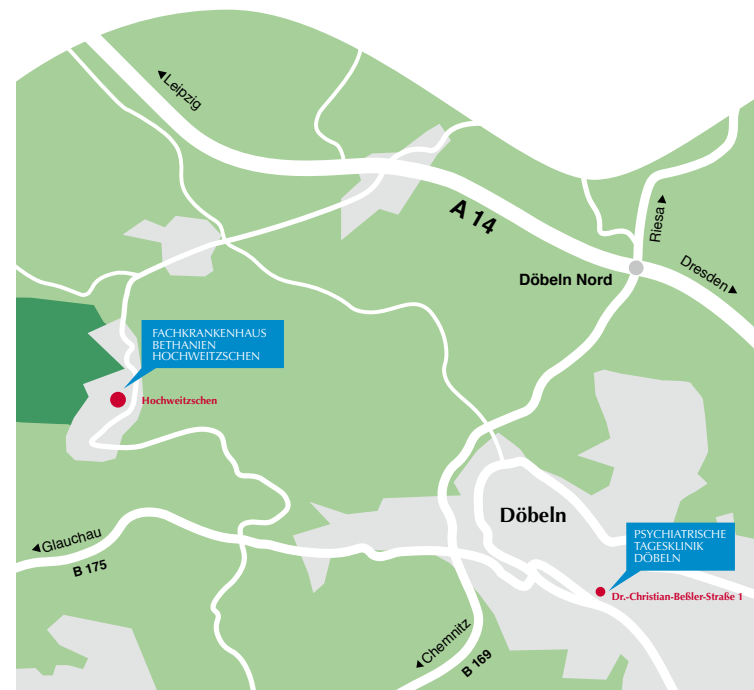 Leipzig
A 14
Riesa
Dresden
Döbeln Nord
FACHKRANKENHAUS
BETHANIEN
HOCHWEITZSCHEN
Hochweitzschen
Döbeln
Glauchau
B 175
PSYCHIATRISCHE
TAGESKLINIK
DÖBELN
Dr.-Christian-Beßler-Straße 1
Chemnitz
B 169